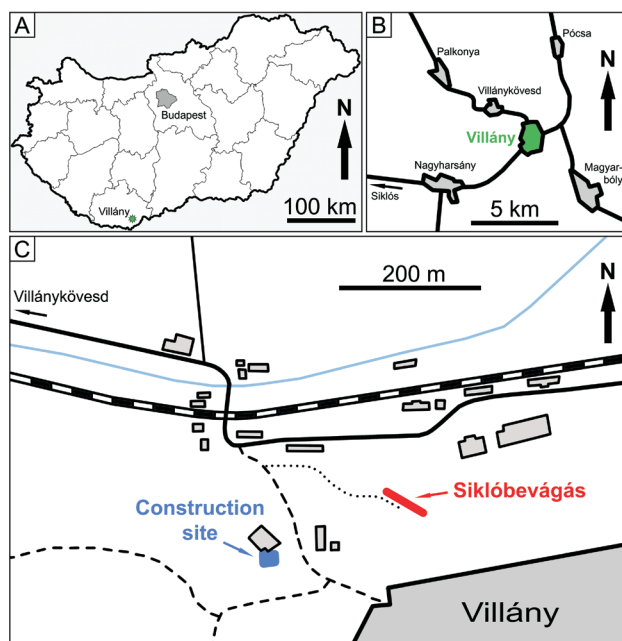 A
Budapest
Villány
N
100 km
B
Pócsa
Palkonya
Villánykövesd
Villány
N
Nagyharsány
Magyar-
bóly
Siklós
5 km
C
Villánykövesd
200 m
N
Siklóbevágás
Construction
site
Villány